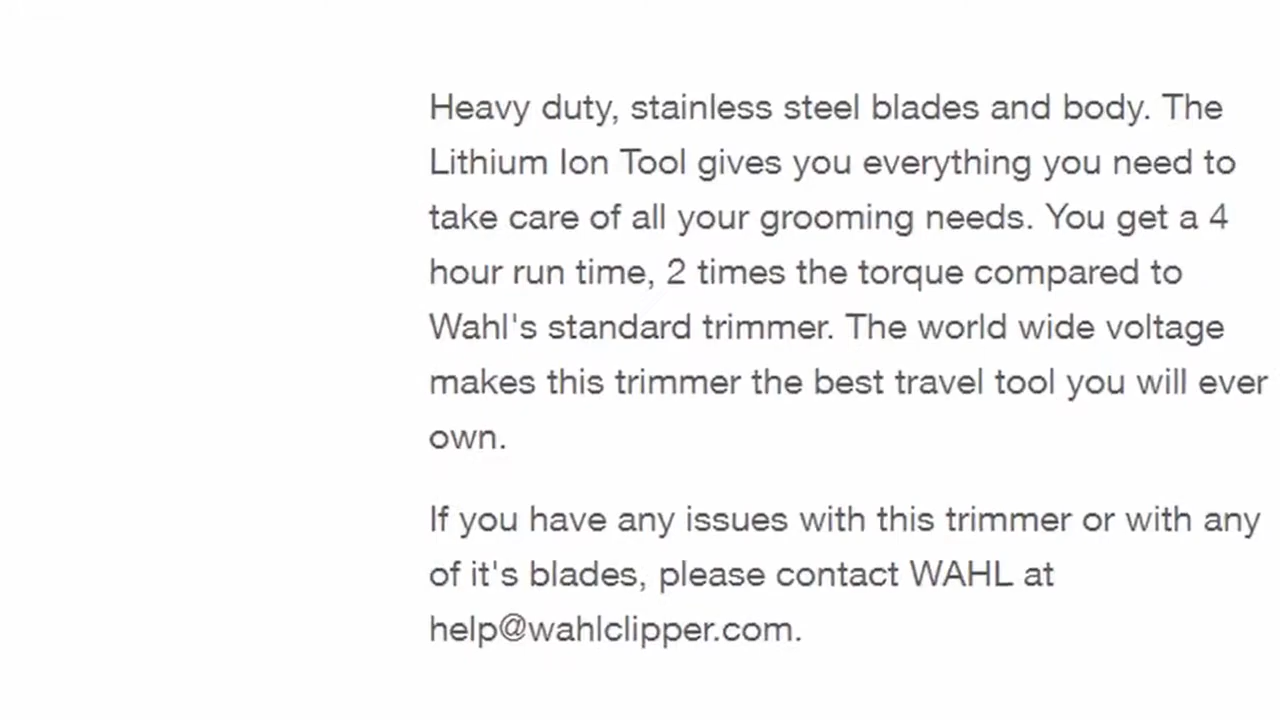 Heavy duty, stainless steel blades and body. The
Lithium Ion Tool gives you everything you need to
take care of all your grooming needs. You get a 4
hour run time, 2 times the torque compared to
Wahl's standard trimmer. The world wide voltage
makes this trimmer the best travel tool you will ever
own.
If you have any issues with this trimmer or with any
of it's blades, please contact WAHL at
help@wahlclipper.com.